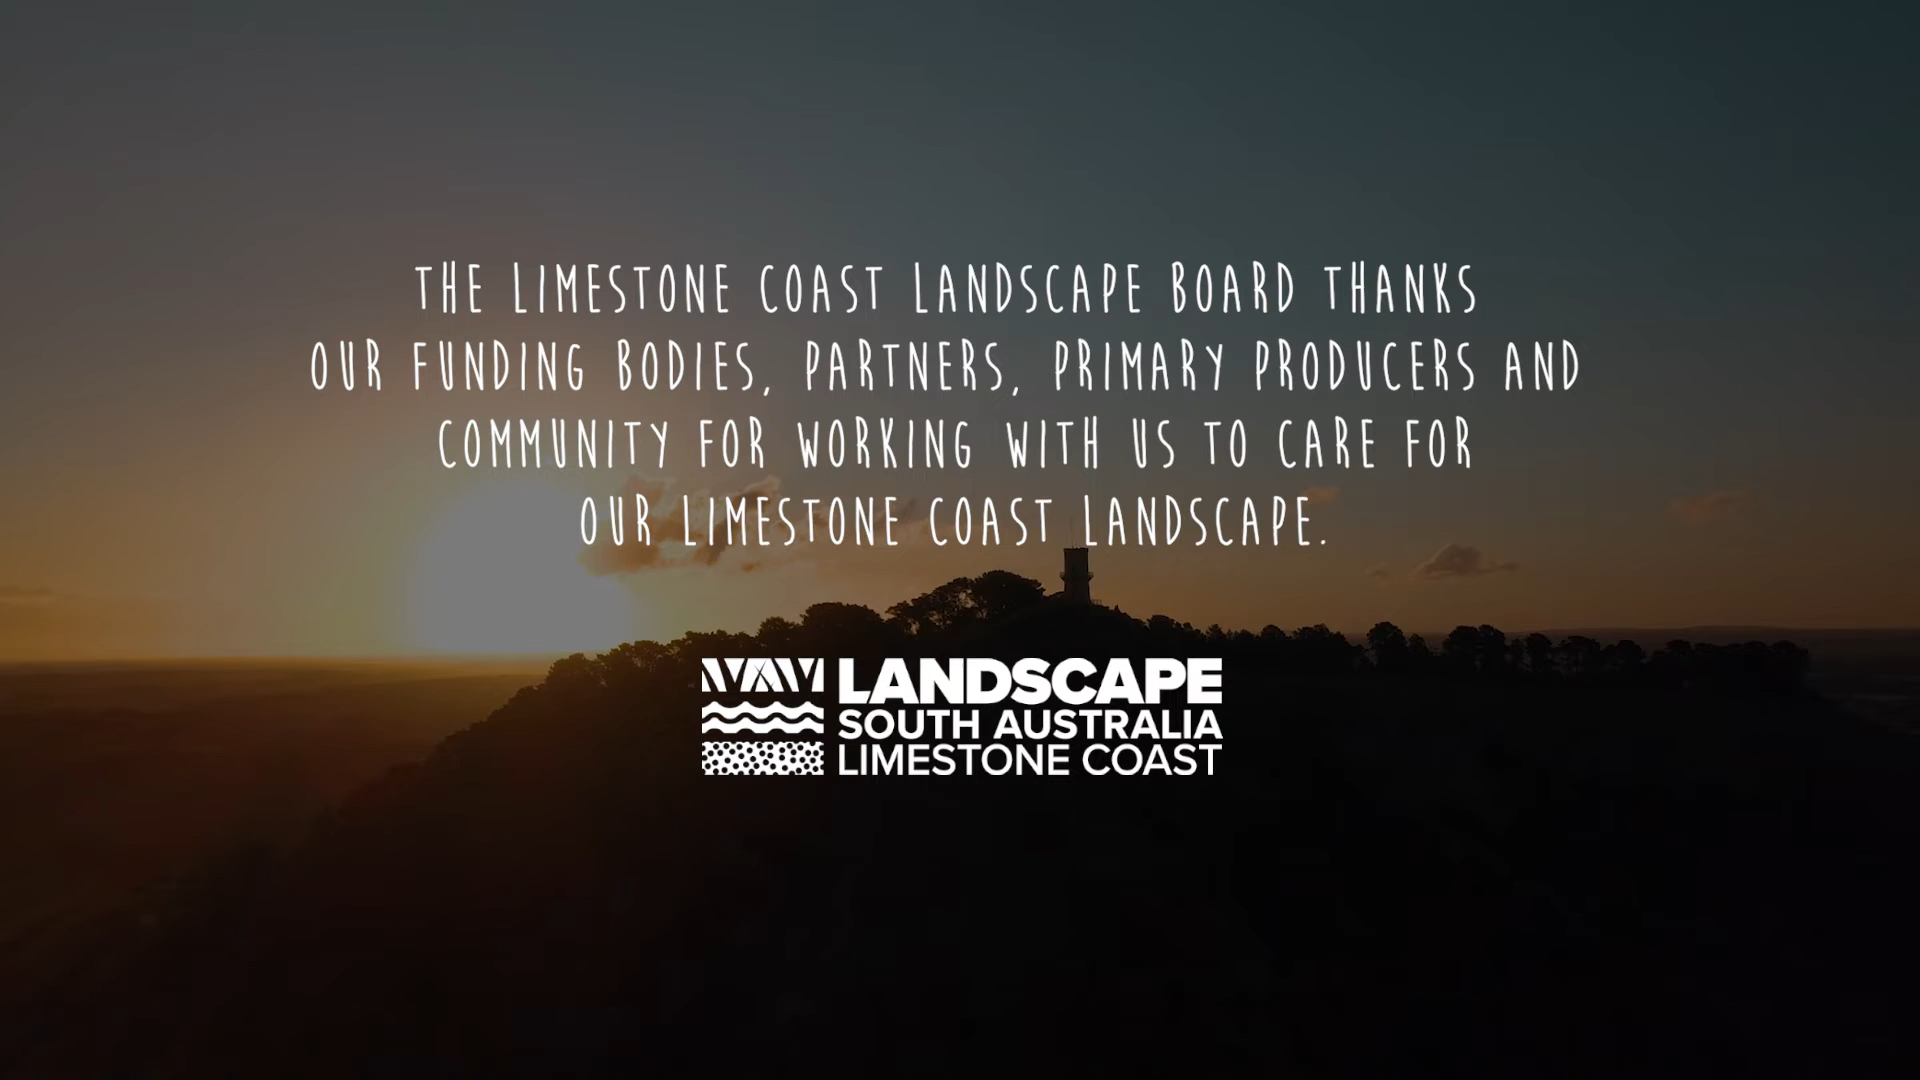 THE LIMESTONE COAST LANDSCAPE BOARD THANKS
OUR FUNDING BODIES, PARTNERS, PRIMARY PRODUCERS AND
COMMUNITY FOR WORKING WITH US TO CARE FOR
OUR LIMESTONE COAST LANDSCAPE.
LANDSCAPE
SOUTH AUSTRALIA
LIMESTONE COAST